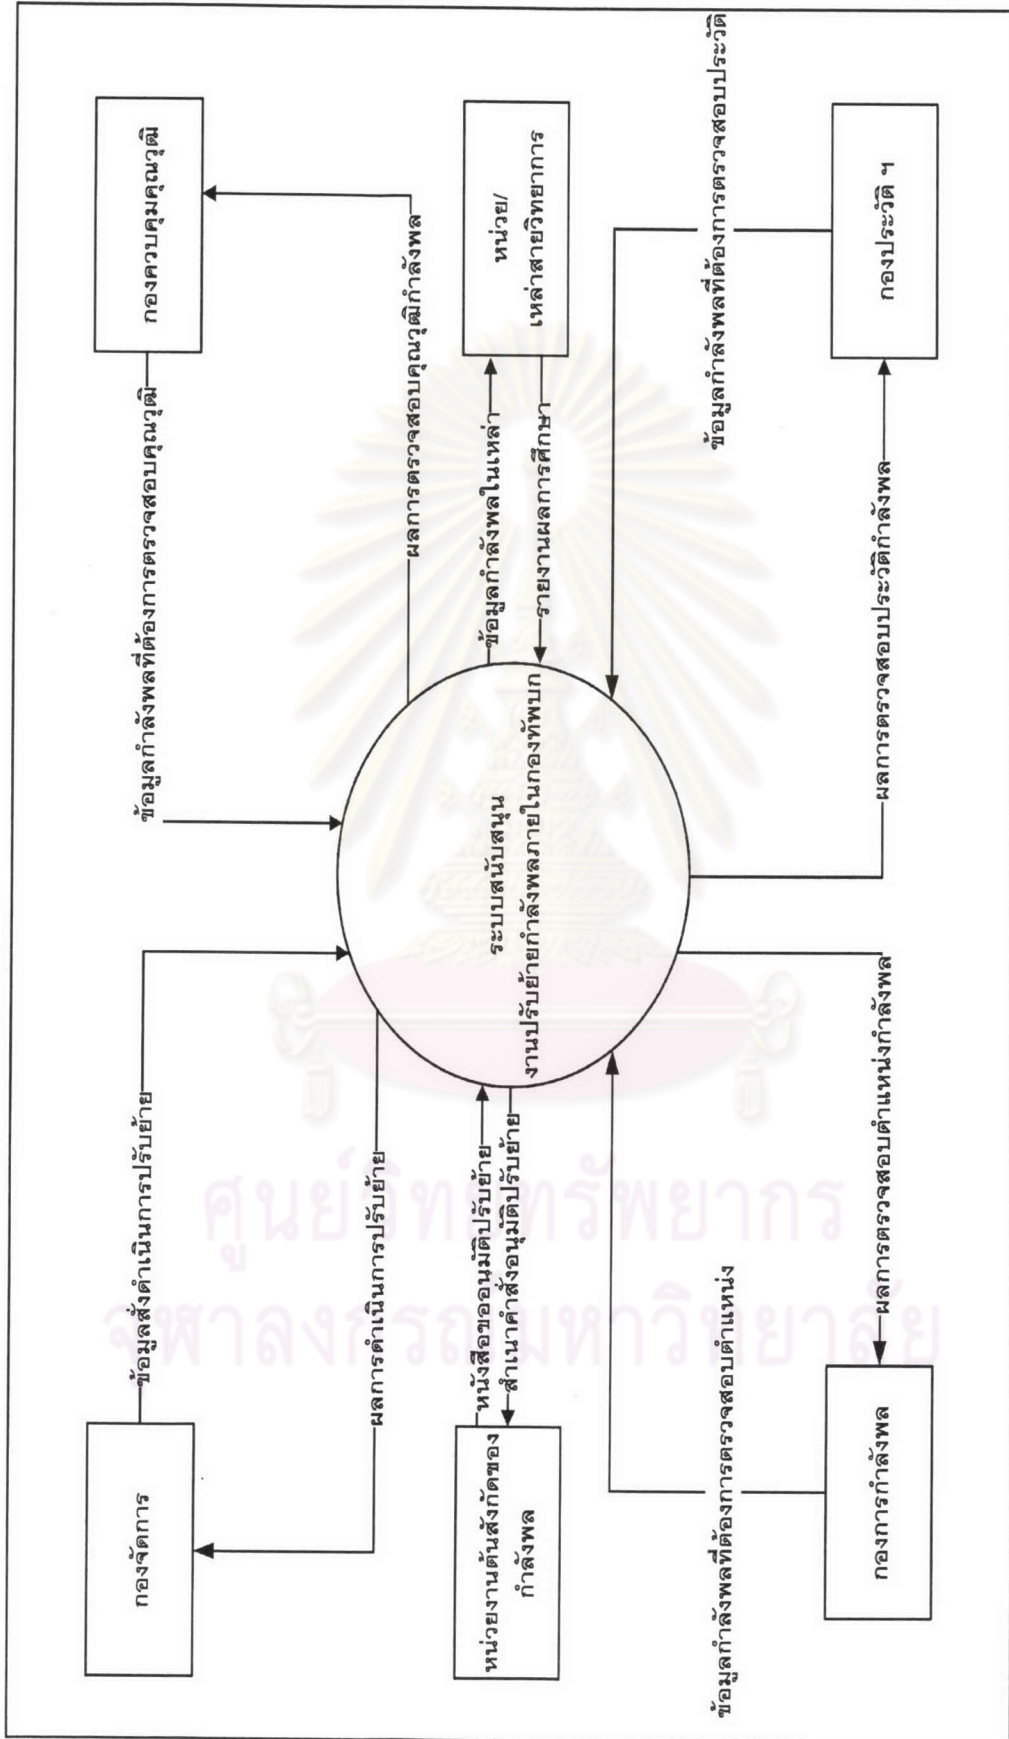 กองจัดการ
ข้อมูลสั่งดำเนินการปรับย้าย
ผลการดำเนินการปรับย้าย
ข้อมูลกำลังพลที่ต้องการตรวจสอบคุณวุฒิ
กองควบคุมคุณวุฒิ
ผลการตรวจสอบคุณวุฒิกำลังพล
หน่วยงานต้นสังกัดของ
กำลังพล
หนังสือขออนุมัติปรับย้าย
สำเนาคำสั่งอนุมัติปรับย้าย
ระบบสนับสนุน
งานปรับย้ายกำลังพลภายในกองทัพบก
ข้อมูลกำลังพลในเหล่า
รายงานผลการศึกษา
หน่วย/
เหล่าสายวิทยาการ
ข้อมูลกำลังพลที่ต้องการตรวจสอบตำแหน่ง
ข้อมูลกำลังพลที่ต้องการตรวจสอบประวัติ
กองการกำลังพล
ผลการตรวจสอบตำแหน่งกำลังพล
ผลการตรวจสอบประวัติกำลังพล
กองประวัติ ฯ
ศูนย์วิทยทรัพยากร
จุฬาลงกรณ์มหาวิทยาลัย